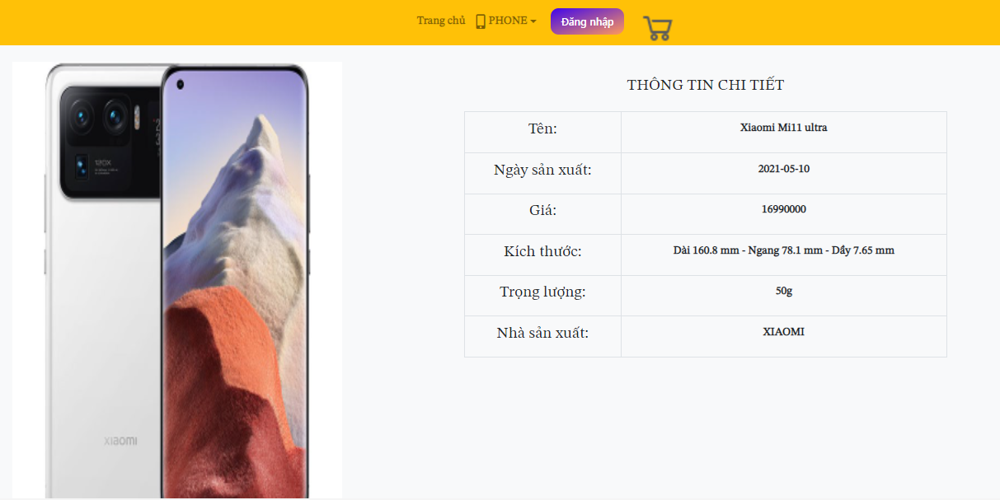 Trang chủ PHONE Đăng nhập
THÔNG TIN CHI TIẾT
Tên: Xiaomi Mi11 ultra
Ngày sản xuất: 2021-05-10
Giá: 16990000
Kích thước: Dài 160.8 mm - Ngang 78.1 mm - Dầy 7.65 mm
Trọng lượng: 50g
Nhà sản xuất: XIAOMI
120X
xiaomi